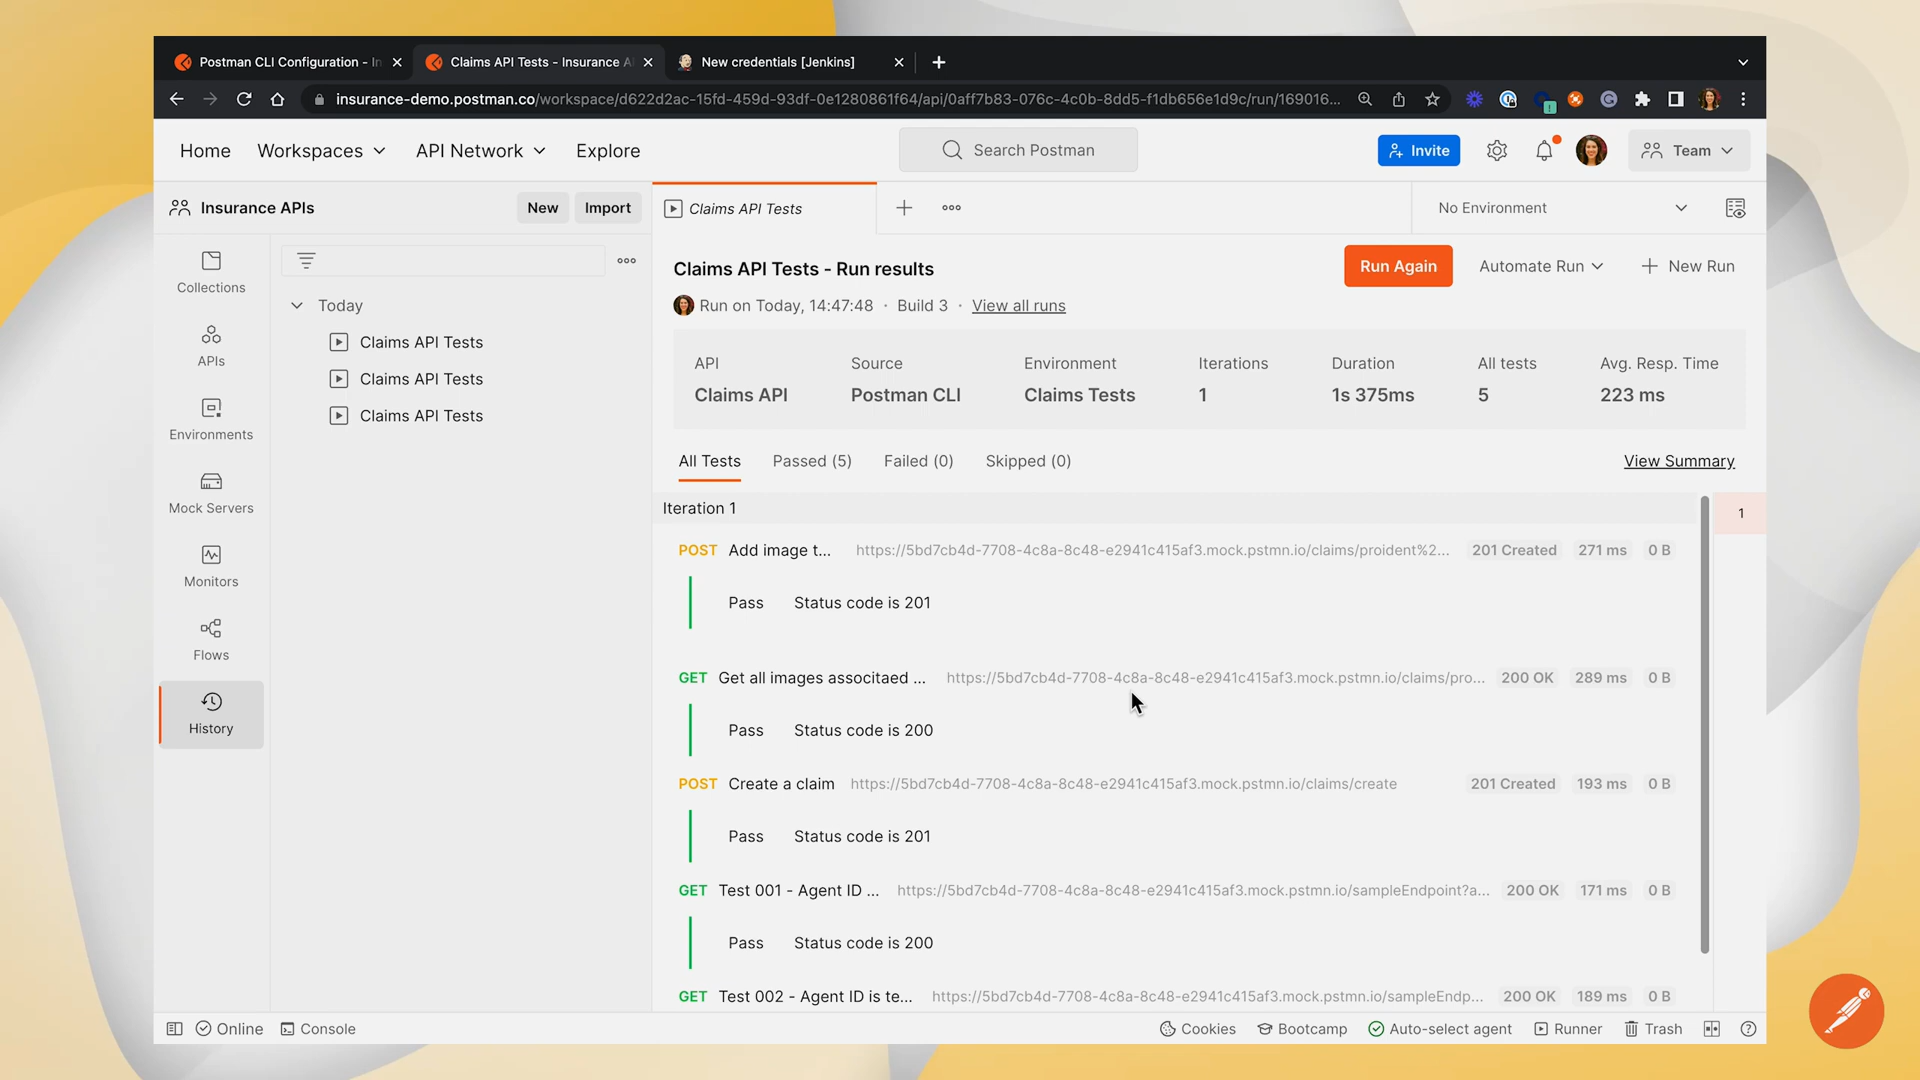 Postman CLI Configuration - In
Claims API Tests - Insurance A
New credentials [Jenkins]
insurance-demo.postman.co/workspace/d622d2ac-15fd-459d-93df-0e1280861f64/api/0aff7b83-076c-4c0b-8dd5-f1db656e1d9c/run/169016...
Home
Workspaces
API Network
Explore
Search Postman
Invite
Team
Insurance APIs
New
Import
Claims API Tests
No Environment
Collections
APIs
Environments
Mock Servers
Monitors
Flows
History
Today
Claims API Tests
Claims API Tests
Claims API Tests
Claims API Tests - Run results
Run Again
Automate Run
New Run
Run on Today, 14:47:48 · Build 3 · View all runs
API Source Environment Iterations Duration All tests Avg. Resp. Time
Claims API Postman CLI Claims Tests 1 1s 375ms 5 223 ms
All Tests Passed (5) Failed (0) Skipped (0) View Summary
Iteration 1
1
POST Add image t... https://5bd7cb4d-7708-4c8a-8c48-e2941c415af3.mock.pstmn.io/claims/proident%2... 201 Created 271 ms 0 B
Pass Status code is 201
GET Get all images associtaed ... https://5bd7cb4d-7708-4c8a-8c48-e2941c415af3.mock.pstmn.io/claims/pro... 200 OK 289 ms 0 B
Pass Status code is 200
POST Create a claim https://5bd7cb4d-7708-4c8a-8c48-e2941c415af3.mock.pstmn.io/claims/create 201 Created 193 ms 0 B
Pass Status code is 201
GET Test 001 - Agent ID ... https://5bd7cb4d-7708-4c8a-8c48-e2941c415af3.mock.pstmn.io/sampleEndpoint?a... 200 OK 171 ms 0 B
Pass Status code is 200
GET Test 002 - Agent ID is te... https://5bd7cb4d-7708-4c8a-8c48-e2941c415af3.mock.pstmn.io/sampleEndp... 200 OK 189 ms 0 B
Online Console Cookies Bootcamp Auto-select agent Runner Trash